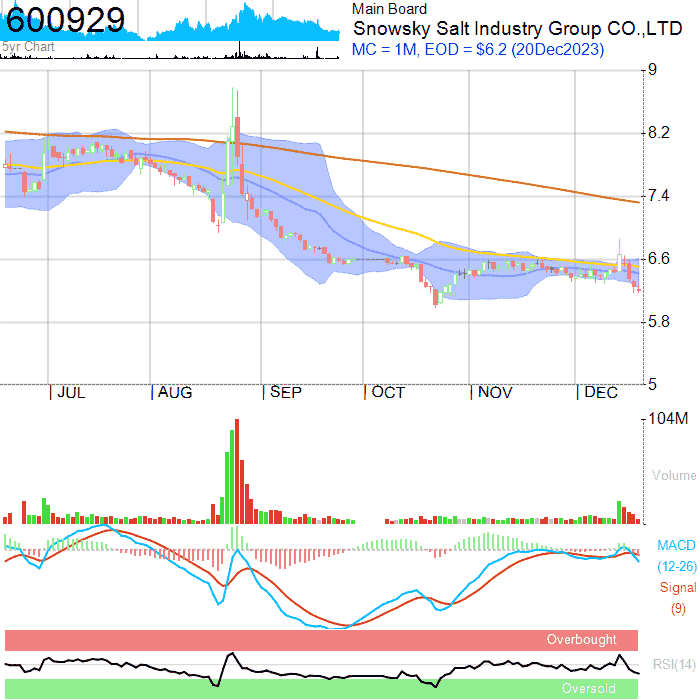 600929
5yr Chart
Main Board
Snowsky Salt Industry Group CO.,LTD
MC = 1M, EOD = $6.2 (20Dec2023)
9
8.2
7.4
6.6
5.8
5
JUL AUG SEP OCT NOV DEC
104M
Volume
MACD
(12-26)
Signal
(9)
Overbought
RSI(14)
Oversold